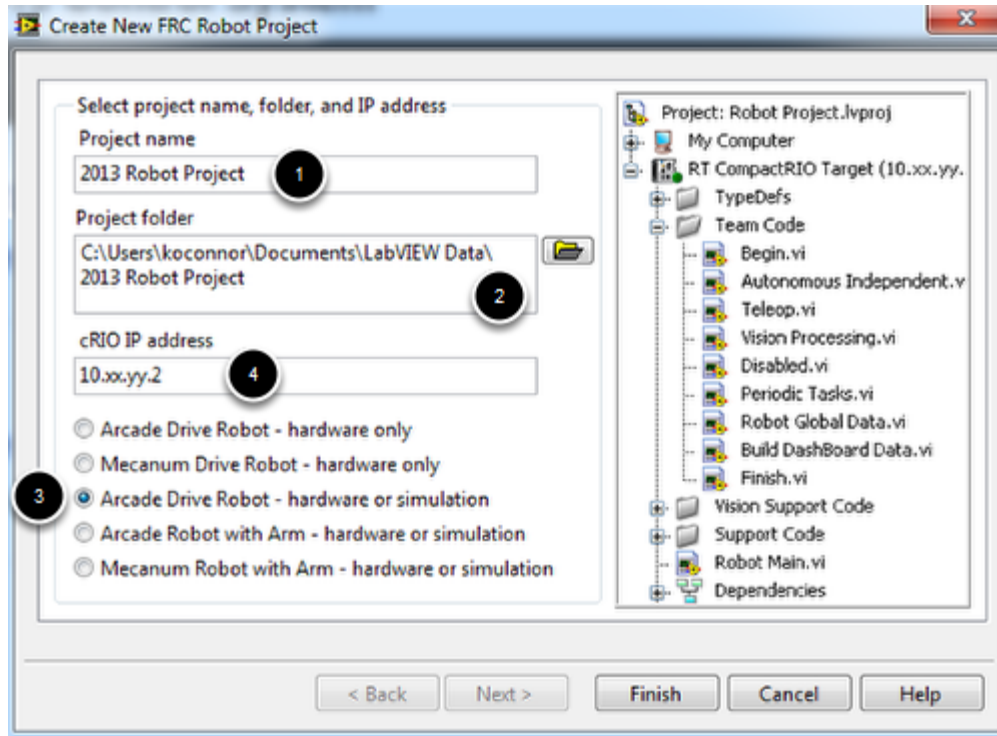 Create New FRC Robot Project
Select project name, folder, and IP address
Project name
2013 Robot Project
1
Project folder
C:\Users\koconnor\Documents\LabVIEW Data\
2013 Robot Project
2
cRIO IP address
10.xx.yy.2
4
Arcade Drive Robot - hardware only
Mecanum Drive Robot - hardware only
3
Arcade Drive Robot - hardware or simulation
Arcade Robot with Arm - hardware or simulation
Mecanum Robot with Arm - hardware or simulation
Project: Robot Project.lvproj
My Computer
RT CompactRIO Target (10.xx.yy.
TypeDefs
Team Code
Begin.vi
Autonomous Independent.v
Teleop.vi
Vision Processing.vi
Disabled.vi
Periodic Tasks.vi
Robot Global Data.vi
Build DashBoard Data.vi
Finish.vi
Vision Support Code
Support Code
Robot Main.vi
Dependencies
< Back
Next >
Finish
Cancel
Help